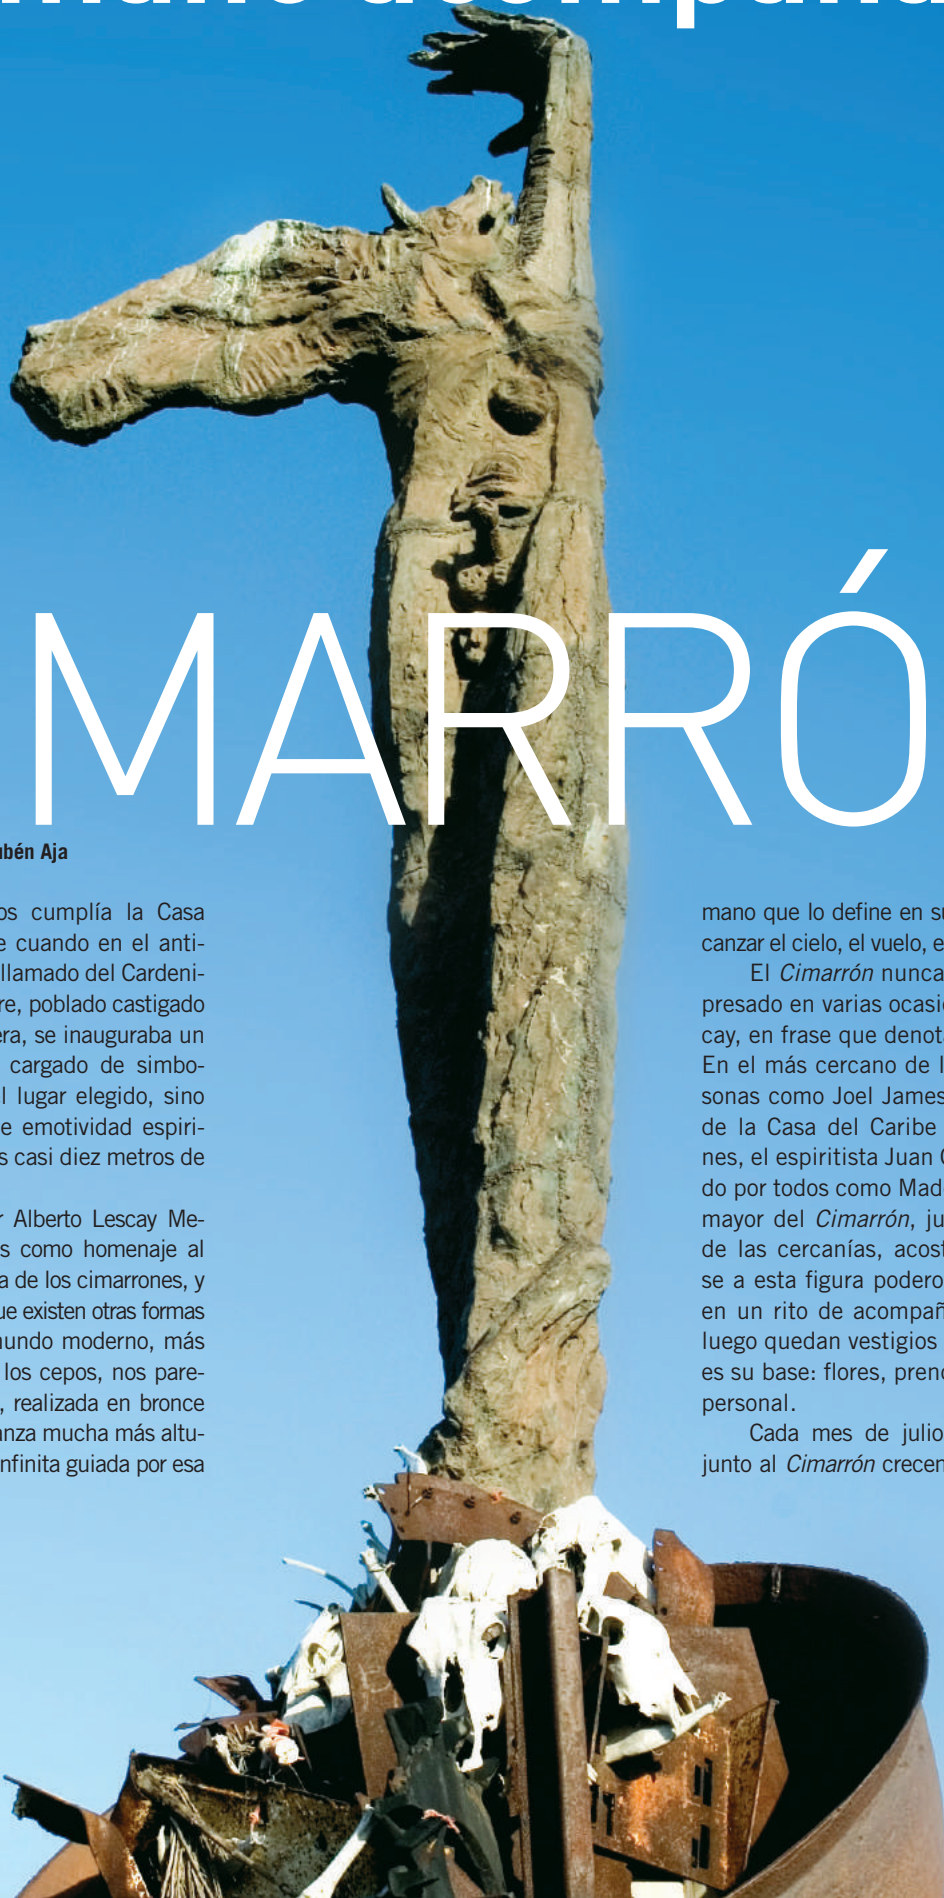 mano acompaña
MARRÓ
ubén Aja
os cumplía la Casa
e cuando en el anti-
llamado del Cardeni-
re, poblado castigado
era, se inauguraba un
cargado de simbo-
l lugar elegido, sino
e emotividad espiri-
s casi diez metros de
r Alberto Lescay Me-
s como homenaje al
a de los cimarrones, y
ue existen otras formas
mundo moderno, más
los cepos, nos pare-
, realizada en bronce
anza mucha más altu-
nfinita guiada por esa
mano que lo define en su
canzar el cielo, el vuelo, e
El Cimarrón nunca
presado en varias ocasio
cay, en frase que denota
En el más cercano de l
sonas como Joel James
de la Casa del Caribe
nes, el espiritista Juan G
do por todos como Mad
mayor del Cimarrón, ju
de las cercanías, acost
se a esta figura podero
en un rito de acompañ
luego quedan vestigios
es su base: flores, prend
personal.
Cada mes de julio
junto al Cimarrón crecen